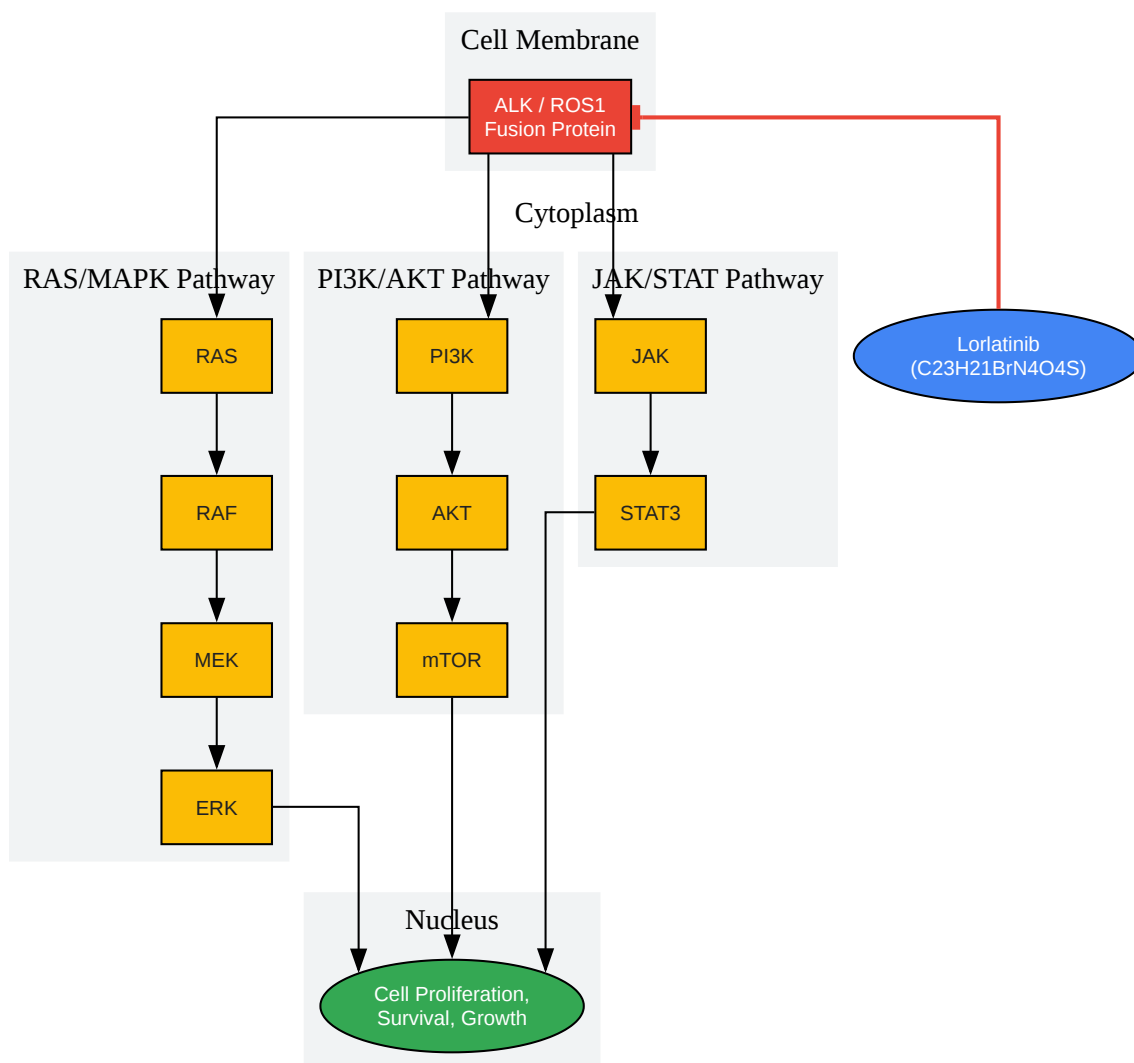 Cell Membrane
ALK / ROS1
Fusion Protein
Cytoplasm
RAS/MAPK Pathway
PI3K/AKT Pathway
JAK/STAT Pathway
RAS
PI3K
JAK
Lorlatinib
(C23H21BrN4O4S)
RAF
AKT
STAT3
MEK
mTOR
ERK
Nucleus
Cell Proliferation,
Survival, Growth